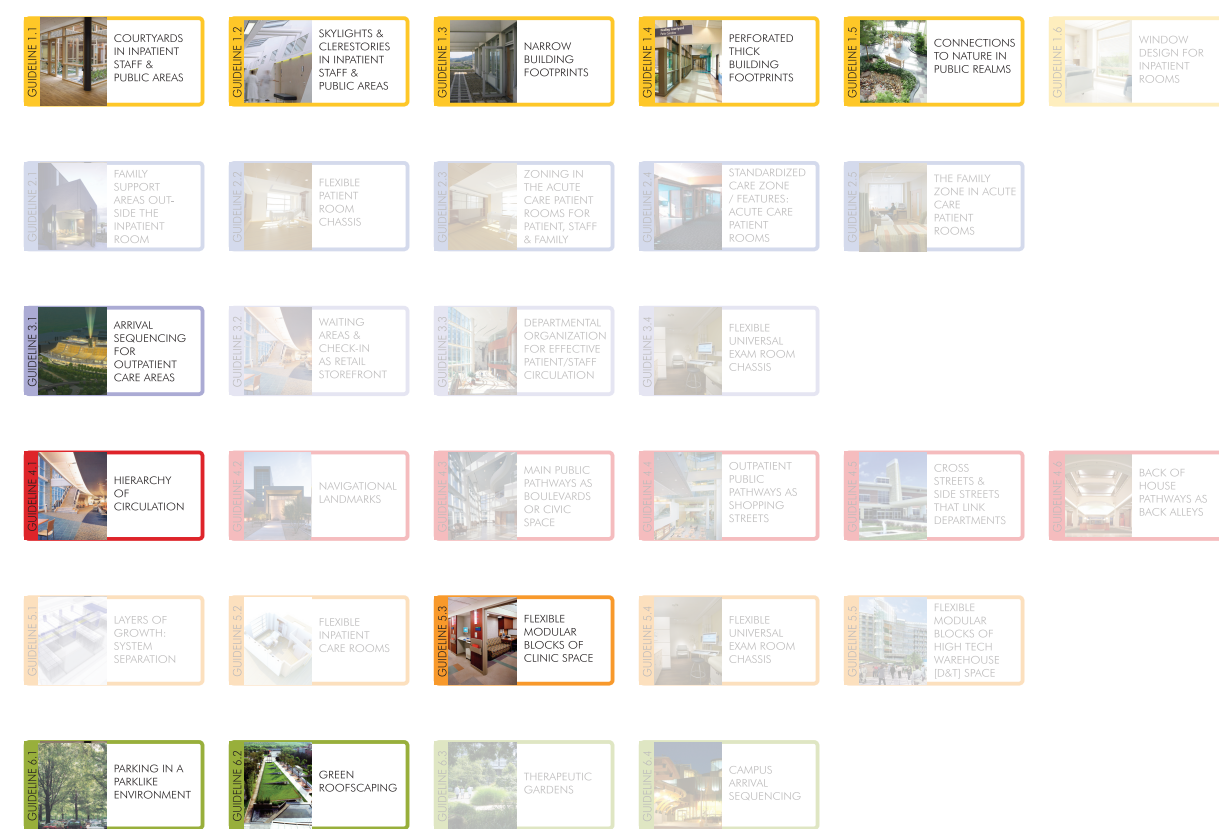 GUIDELINE 1.1
COURTYARDS
IN INPATIENT
STAFF &
PUBLIC AREAS
GUIDELINE 1.2
SKYLIGHTS &
CLERESTORIES
IN INPATIENT
STAFF &
PUBLIC AREAS
GUIDELINE 1.3
NARROW
BUILDING
FOOTPRINTS
GUIDELINE 1.4
PERFORATED
THICK
BUILDING
FOOTPRINTS
GUIDELINE 1.5
CONNECTIONS
TO NATURE IN
PUBLIC REALMS
GUIDELINE 1.6
WINDOW
DESIGN FOR
INPATIENT
ROOMS
GUIDELINE 2.1
FAMILY
SUPPORT
AREAS OUT-
SIDE THE
INPATIENT
ROOM
GUIDELINE 2.2
FLEXIBLE
PATIENT
ROOM
CHASSIS
GUIDELINE 2.3
ZONING IN
THE ACUTE
CARE PATIENT
ROOMS FOR
PATIENT, STAFF
& FAMILY
GUIDELINE 2.4
STANDARDIZED
CARE ZONE
/ FEATURES:
ACUTE CARE
PATIENT
ROOMS
GUIDELINE 2.5
THE FAMILY
ZONE IN ACUTE
CARE
PATIENT
ROOMS
GUIDELINE 3.1
ARRIVAL
SEQUENCING
FOR
OUTPATIENT
CARE AREAS
GUIDELINE 3.2
WAITING
AREAS &
CHECK-IN
AS RETAIL
STOREFRONT
GUIDELINE 3.3
DEPARTMENTAL
ORGANIZATION
FOR EFFECTIVE
PATIENT/STAFF
CIRCULATION
GUIDELINE 3.4
FLEXIBLE
UNIVERSAL
EXAM ROOM
CHASSIS
GUIDELINE 4.1
HIERARCHY
OF
CIRCULATION
GUIDELINE 4.2
NAVIGATIONAL
LANDMARKS
GUIDELINE 4.3
MAIN PUBLIC
PATHWAYS AS
BOULEVARDS
OR CIVIC
SPACE
GUIDELINE 4.4
OUTPATIENT
PUBLIC
PATHWAYS AS
SHOPPING
STREETS
GUIDELINE 4.5
CROSS
STREETS &
SIDE STREETS
THAT LINK
DEPARTMENTS
GUIDELINE 4.6
BACK OF
HOUSE
PATHWAYS AS
BACK ALLEYS
GUIDELINE 5.1
LAYERS OF
GROWTH:
SYSTEM
SEPARATION
GUIDELINE 5.2
FLEXIBLE
INPATIENT
CARE ROOMS
GUIDELINE 5.3
FLEXIBLE
MODULAR
BLOCKS OF
CLINIC SPACE
GUIDELINE 5.4
FLEXIBLE
UNIVERSAL
EXAM ROOM
CHASSIS
GUIDELINE 5.5
FLEXIBLE
MODULAR
BLOCKS OF
HIGH TECH
WAREHOUSE
[D&T] SPACE
GUIDELINE 6.1
PARKING IN A
PARKLIKE
ENVIRONMENT
GUIDELINE 6.2
GREEN
ROOFSCAPING
GUIDELINE 6.3
THERAPEUTIC
GARDENS
GUIDELINE 6.4
CAMPUS
ARRIVAL
SEQUENCING